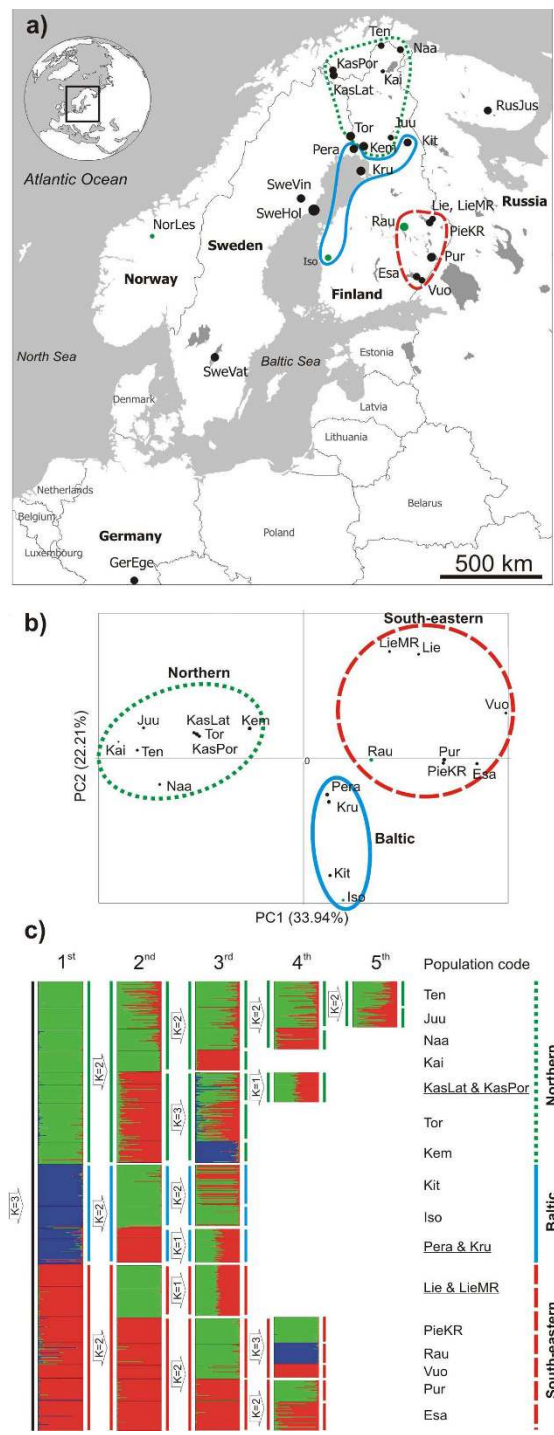 a)
Atlantic Ocean
Ten
Naa
KasPor
KasLat
Kai
RusJus
Tor
Juu
Pera
Kem
Kit
Kru
SweVin
SweHol
Lie, LieMR
Russia
Rau
PieKR
NorLes
Sweden
Iso
Pur
Norway
Esa
Finland
Vuo
North Sea
Baltic Sea
Estonia
SweVat
Denmark
Latvia
Lithuania
Netherlands
Belarus
Belgium
Germany
Poland
Luxembourg
GerEge
500 km
b)
South-eastern
LieMR
Lie
Northern
Juu
KasLat
Kem
Vuo
Tor
Kai
Ten
KasPor
Rau
Pur
0
PieKR
Esa
Naa
Pera
Kru
Baltic
Kit
Iso
PC2 (22.21%)
PC1 (33.94%)
c)
1st 2nd 3rd 4th 5th Population code
K=3
K=2
K=2
K=2
K=2
K=3
K=1
K=2
K=2
K=1
K=2
K=1
K=2
K=3
K=2
Ten
Juu
Naa
Kai
KasLat & KasPor
Tor
Kem
Kit
Iso
Pera & Kru
Lie & LieMR
PieKR
Rau
Vuo
Pur
Esa
Northern
Baltic
South-eastern